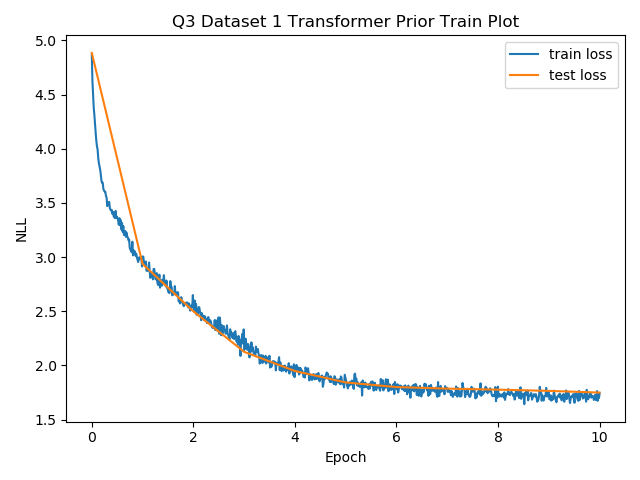 Q3 Dataset 1 Transformer Prior Train Plot
train loss
test loss
5.0
4.5
4.0
3.5
3.0
2.5
2.0
1.5
NLL
0 2 4 6 8 10
Epoch